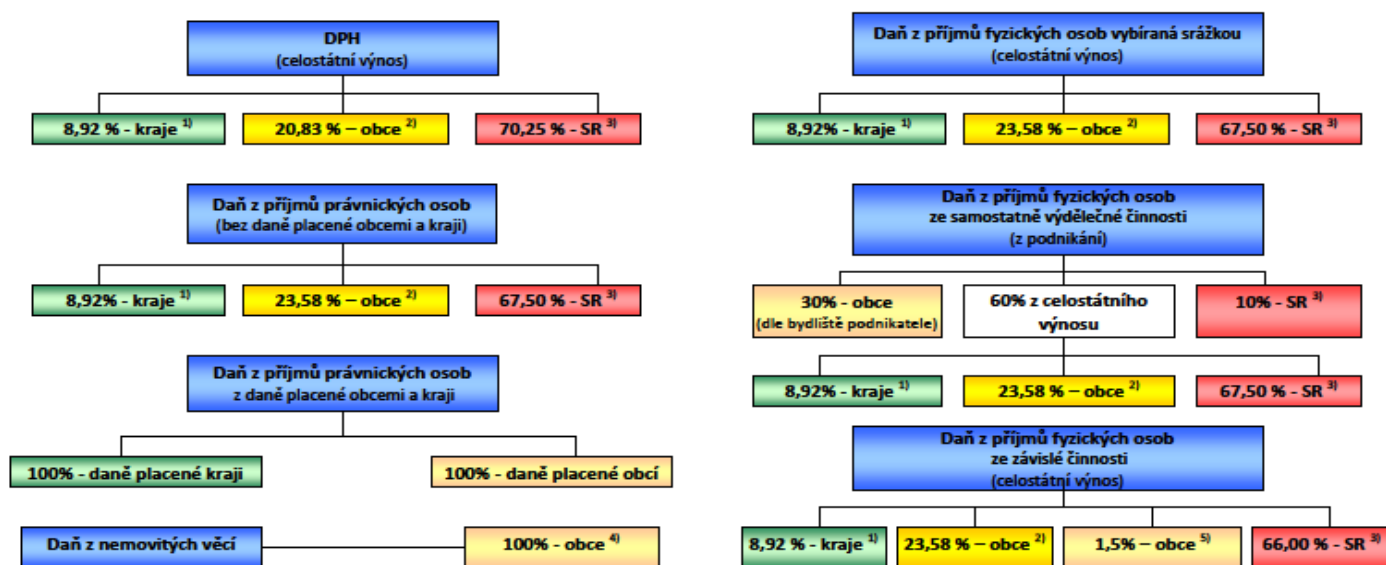 DPH
(celostátní výnos)
8,92 % - kraje 1)
20,83 % – obce 2)
70,25 % - SR 3)
Daň z příjmů právnických osob
(bez daně placené obcemi a kraji)
8,92% - kraje 1)
23,58 % – obce 2)
67,50 % - SR 3)
Daň z příjmů právnických osob
z daně placené obcemi a kraji
100% - daně placené kraji
100% - daně placené obcí
Daň z nemovitých věcí
100% - obce 4)
Daň z příjmů fyzických osob vybíraná srážkou
(celostátní výnos)
8,92% - kraje 1)
23,58 % – obce 2)
67,50 % - SR 3)
Daň z příjmů fyzických osob
ze samostatně výdělečné činnosti
(z podnikání)
30% - obce
(dle bydliště podnikatele)
60% z celostátního
výnosu
10% - SR 3)
8,92% - kraje 1)
23,58 % – obce 2)
67,50 % - SR 3)
Daň z příjmů fyzických osob
ze závislé činnosti
(celostátní výnos)
8,92 % - kraje 1)
23,58 % – obce 2)
1,5% – obce 5)
66,00 % - SR 3)